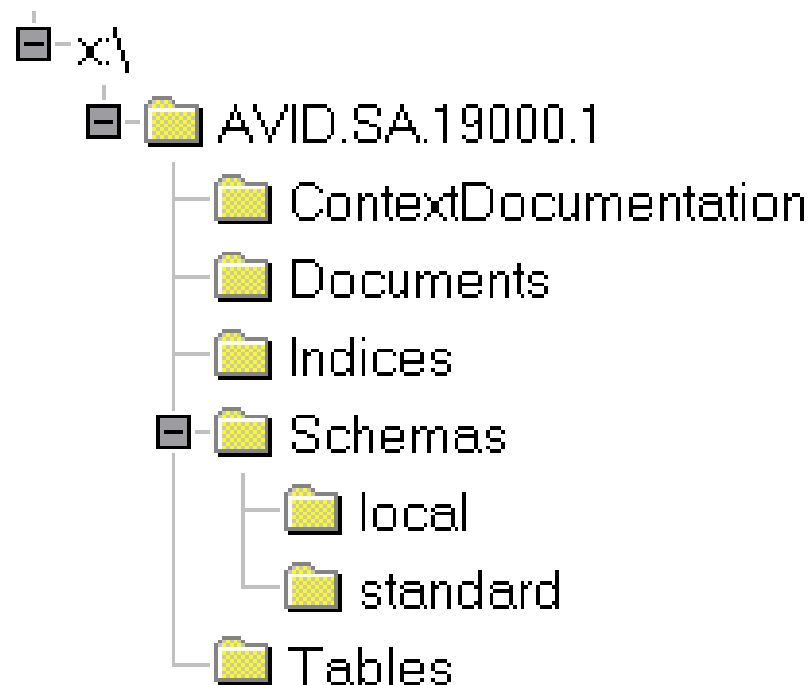 x:\
AVID.SA.19000.1
ContextDocumentation
Documents
Indices
Schemas
local
standard
Tables